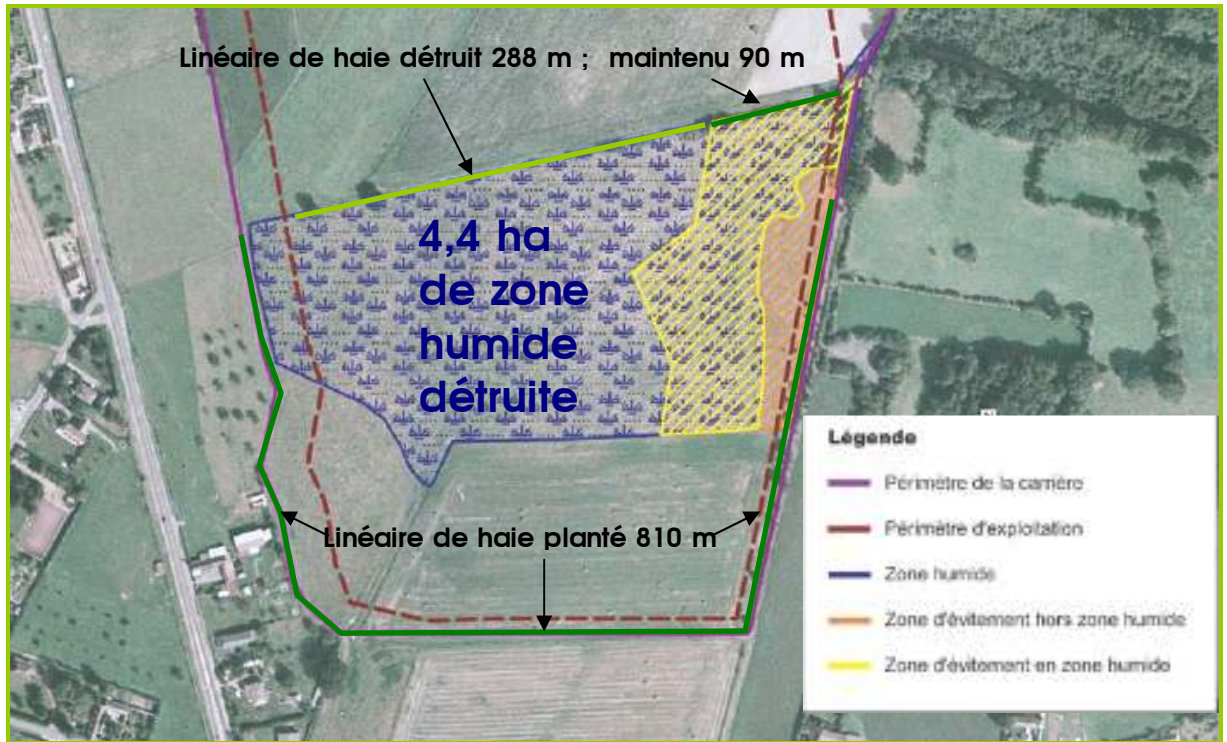 Linéaire de haie détruit 288 m ; maintenu 90 m
4,4 ha
de zone
humide
détruite
Linéaire de haie planté 810 m
Légende
Périmètre de la carrière
Périmètre d'exploitation
Zone humide
Zone d'évitement hors zone humide
Zone d'évitement en zone humide